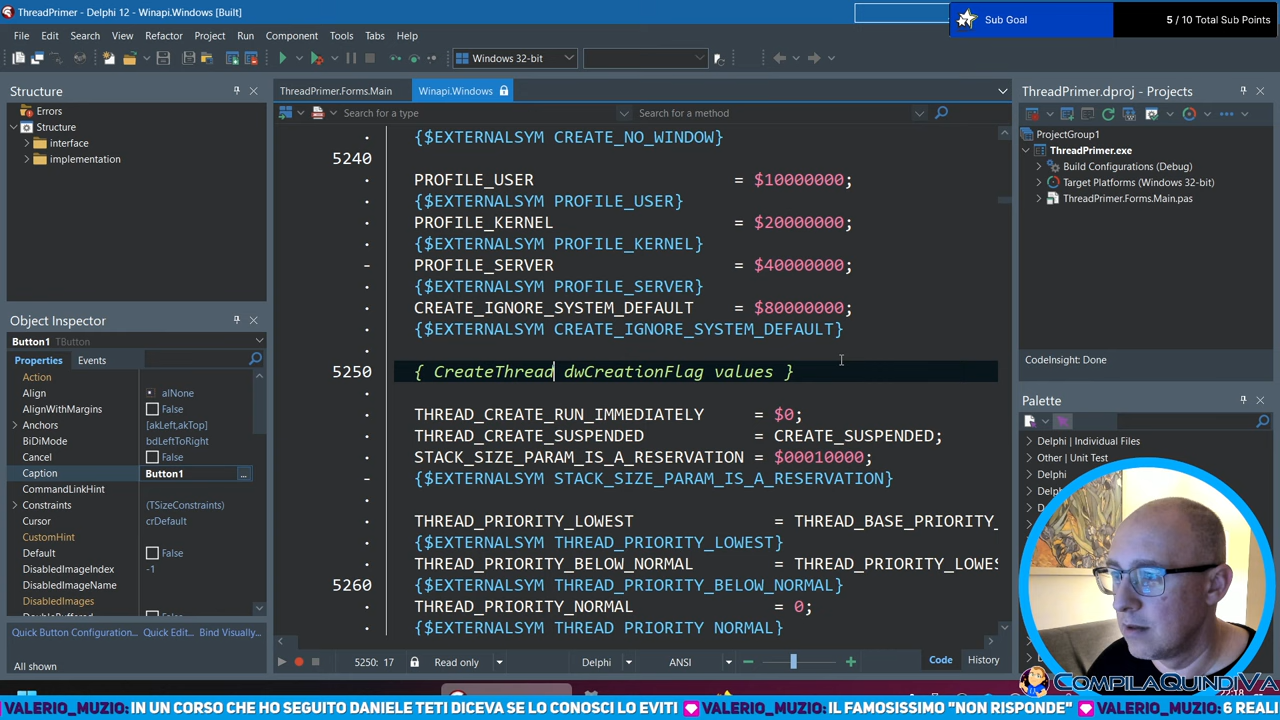 ThreadPrimer - Delphi 12 - Winapi.Windows [Built]
Sub Goal
5 / 10 Total Sub Points
File Edit Search View Refactor Project Run Component Tools Tabs Help
Windows 32-bit
Structure
Errors
Structure
interface
implementation
Object Inspector
Button1 TButton
Properties Events
Action
Align alNone
AlignWithMargins False
Anchors [akLeft,akTop]
BiDiMode bdLeftToRight
Cancel False
Caption Button1 ...
CommandLinkHint
Constraints (TSizeConstraints)
Cursor crDefault
CustomHint
Default False
DisabledImageIndex -1
DisabledImageName
DisabledImages
Quick Button Configuration... Quick Edit... Bind Visually...
All shown
ThreadPrimer.Forms.Main Winapi.Windows
Search for a type Search for a method
{$EXTERNALSYM CREATE_NO_WINDOW}
5240
PROFILE_USER = $10000000;
{$EXTERNALSYM PROFILE_USER}
PROFILE_KERNEL = $20000000;
{$EXTERNALSYM PROFILE_KERNEL}
PROFILE_SERVER = $40000000;
{$EXTERNALSYM PROFILE_SERVER}
CREATE_IGNORE_SYSTEM_DEFAULT = $80000000;
{$EXTERNALSYM CREATE_IGNORE_SYSTEM_DEFAULT}
5250 { CreateThread dwCreationFlag values }
THREAD_CREATE_RUN_IMMEDIATELY = $0;
THREAD_CREATE_SUSPENDED = CREATE_SUSPENDED;
STACK_SIZE_PARAM_IS_A_RESERVATION = $00010000;
{$EXTERNALSYM STACK_SIZE_PARAM_IS_A_RESERVATION}
THREAD_PRIORITY_LOWEST = THREAD_BASE_PRIORITY_
{$EXTERNALSYM THREAD_PRIORITY_LOWEST}
THREAD_PRIORITY_BELOW_NORMAL = THREAD_PRIORITY_LOWES
5260 {$EXTERNALSYM THREAD_PRIORITY_BELOW_NORMAL}
THREAD_PRIORITY_NORMAL = 0;
{$EXTERNALSYM THREAD PRIORITY NORMAL}
5250: 17 Read only Delphi ANSI Code History
ThreadPrimer.dproj - Projects
ProjectGroup1
ThreadPrimer.exe
Build Configurations (Debug)
Target Platforms (Windows 32-bit)
ThreadPrimer.Forms.Main.pas
CodeInsight: Done
Palette
Delphi | Individual Files
Other | Unit Test
Delphi
Delph
COMPILAQUINDIVA
VALERIO_MUZIO: IN UN CORSO CHE HO SEGUITO DANIELE TETI DICEVA SE LO CONOSCI LO EVITI VALERIO_MUZIO: IL FAMOSISSIMO "NON RISPONDE" VALERIO_MUZIO: 6 REALI